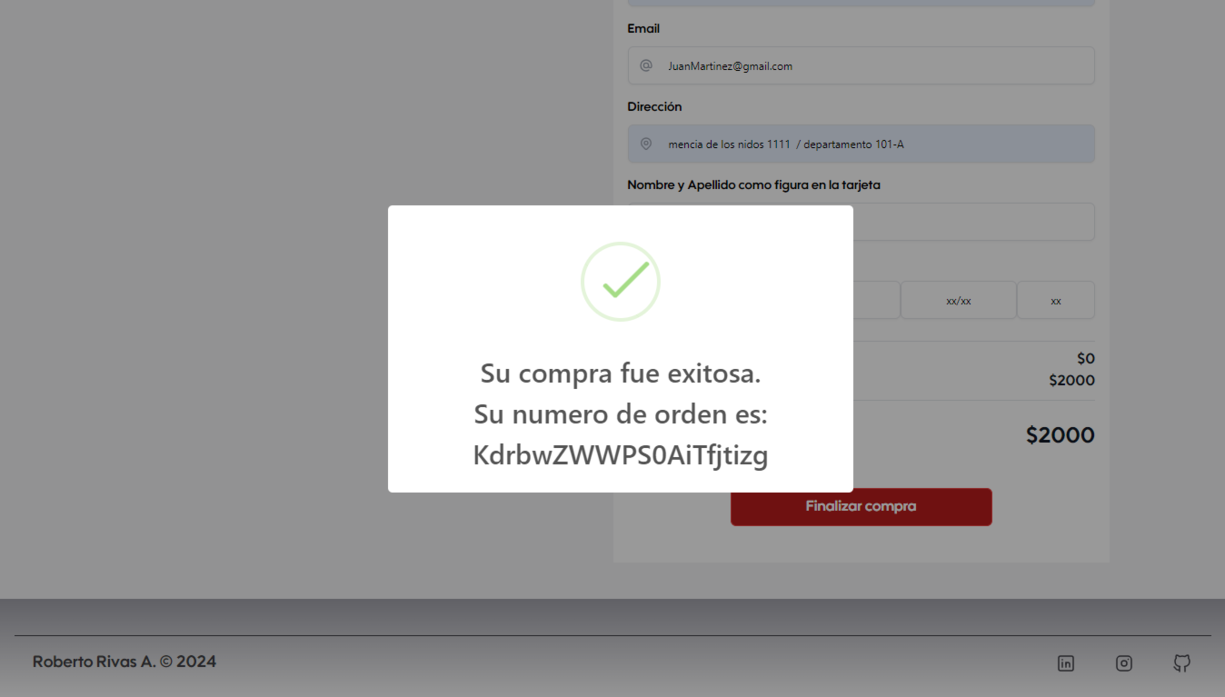 Email
JuanMartinez@gmail.com
Dirección
mencia de los nidos 1111 / departamento 101-A
Nombre y Apellido como figura en la tarjeta
xx/xx
xx
$0
$2000
$2000
Su compra fue exitosa.
Su numero de orden es:
KdrbwZWWPS0AiTfjtizg
Finalizar compra
Roberto Rivas A. © 2024